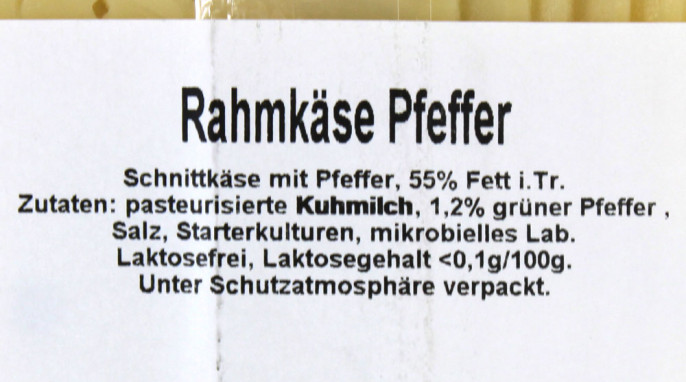 Rahmkäse Pfeffer
Schnittkäse mit Pfeffer, 55% Fett i.Tr.
Zutaten: pasteurisierte Kuhmilch, 1,2% grüner Pfeffer ,
Salz, Starterkulturen, mikrobielles Lab.
Laktosefrei, Laktosegehalt <0,1g/100g.
Unter Schutzatmosphäre verpackt.